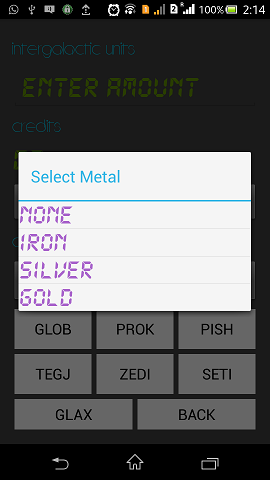 100% 2:14
intergalactic units
ENTER AMOUNT
credits
Select Metal
NONE
IRON
SILVER
GOLD
GLOB PROK PISH
TEGJ ZEDI SETI
GLAX BACK